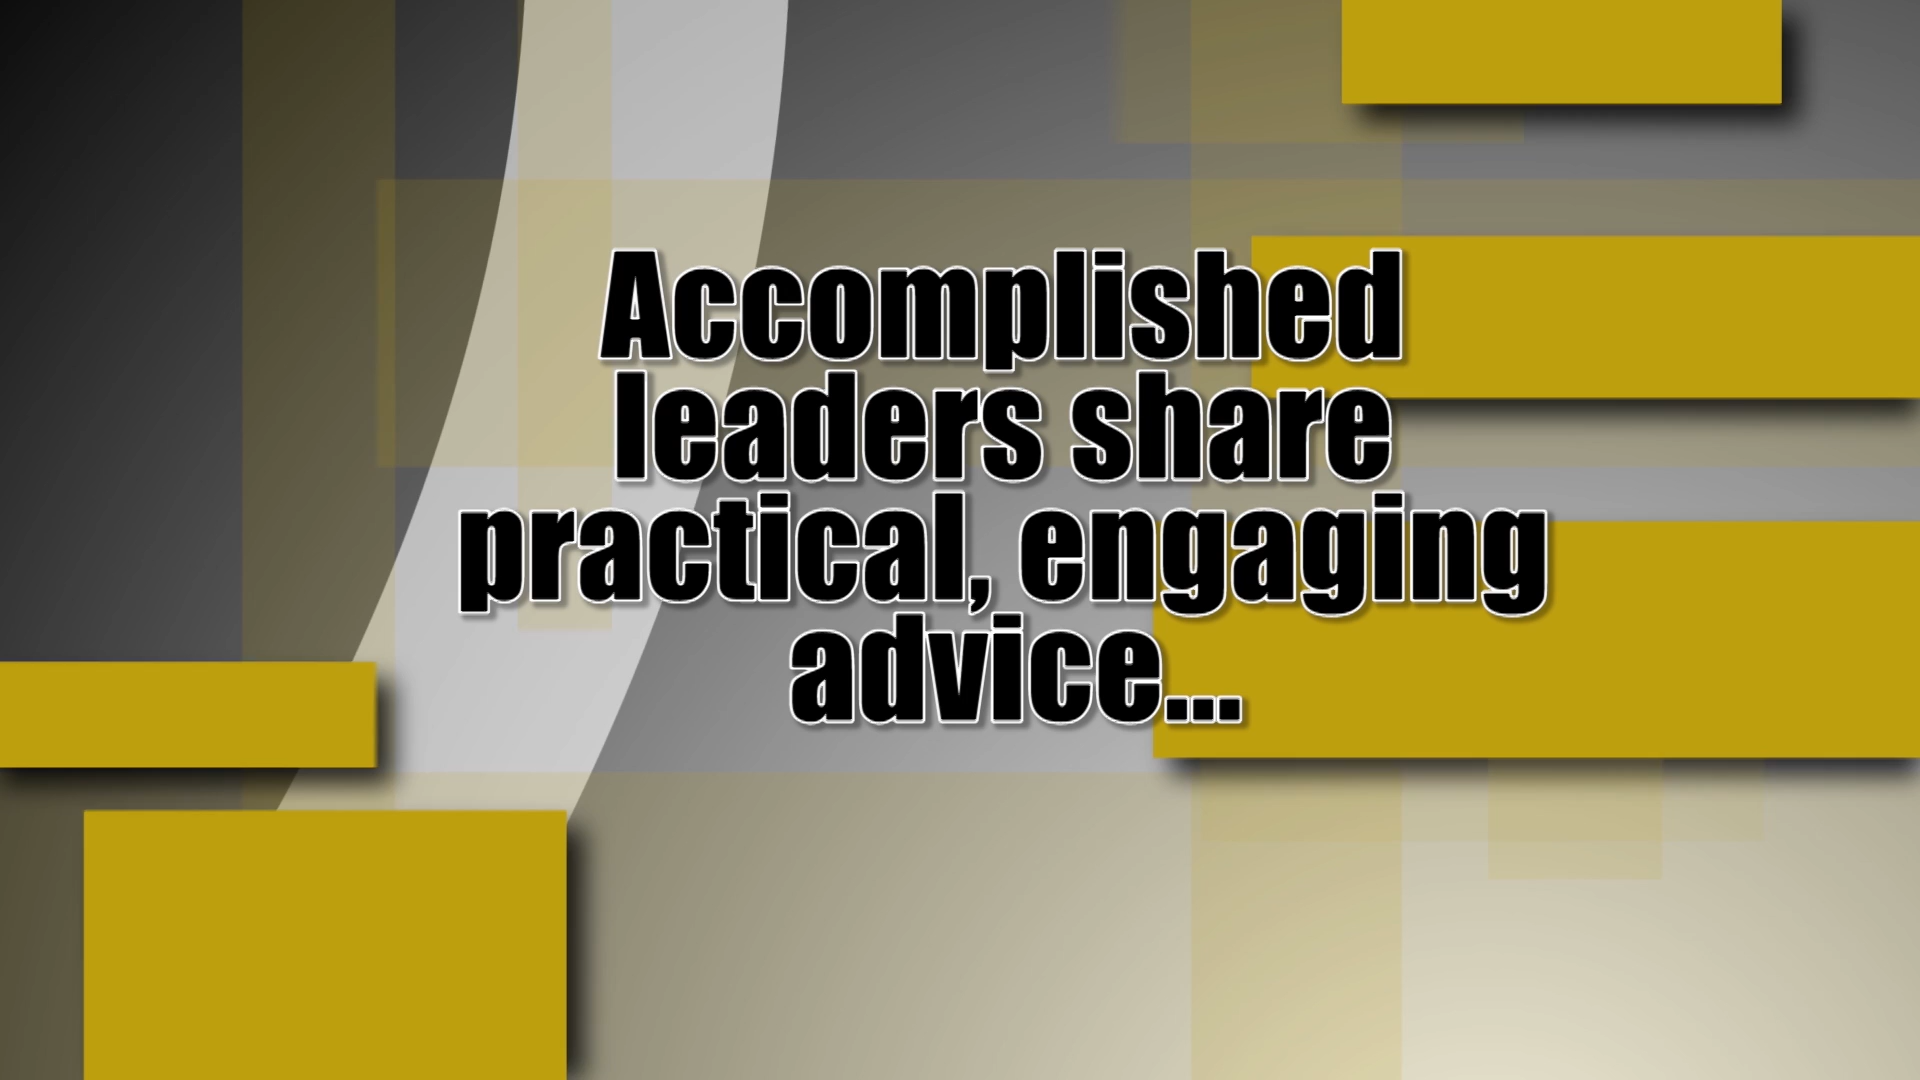 Accomplished
leaders share
practical, engaging
advice...